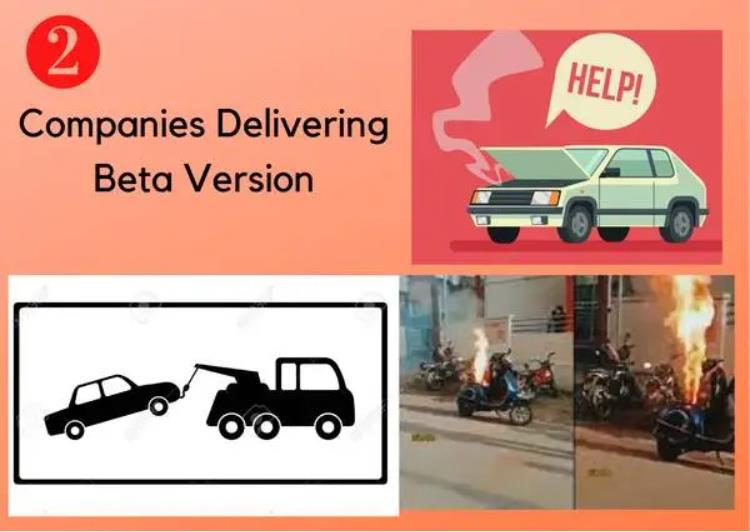 2
Companies Delivering
Beta Version
HELP!